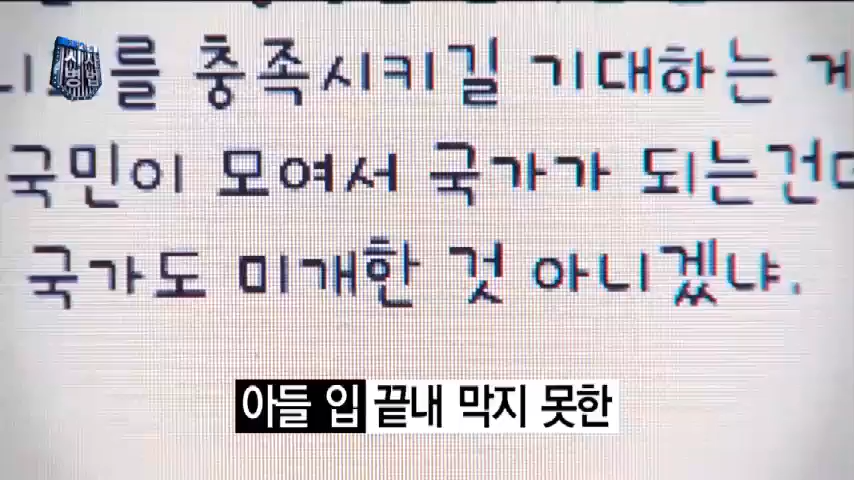 를 충족시키길 기대하는 게
국민이 모여서 국가가 되는건데
국가도 미개한 것 아니겠냐.
아들 입 끝내 막지 못한